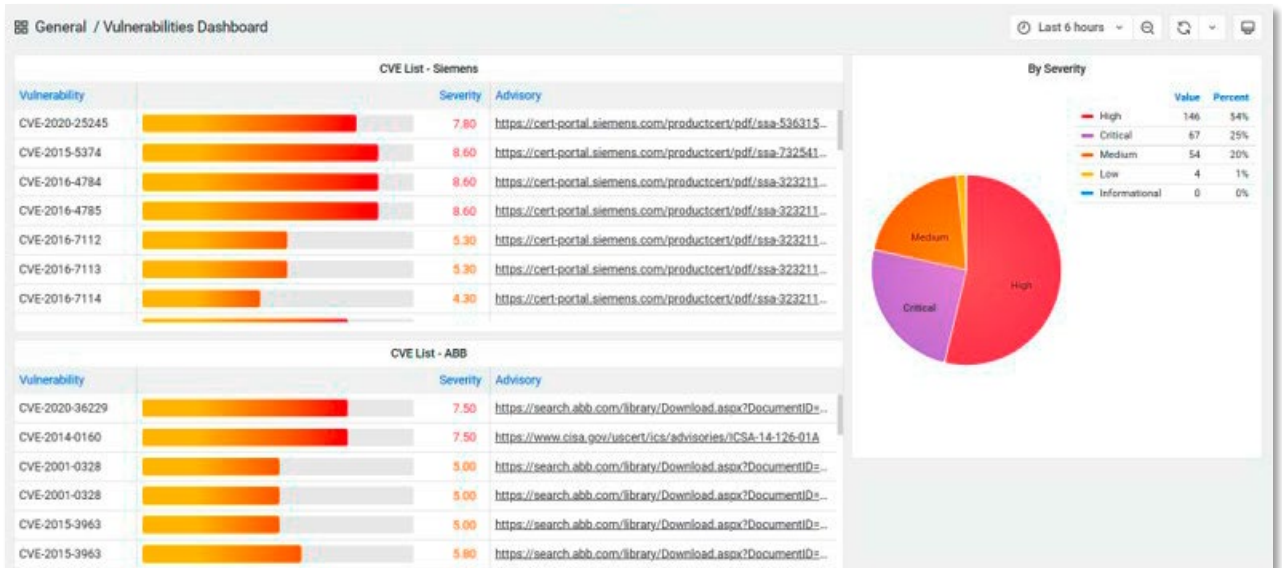 General / Vulnerabilities Dashboard
Last 6 hours
CVE List - Siemens
Vulnerability Severity Advisory
CVE-2020-25245 7.80 https://cert-portal.siemens.com/productcert/pdf/ssa-536315...
CVE-2015-5374 8.60 https://cert-portal.siemens.com/productcert/pdf/ssa-732541...
CVE-2016-4784 8.60 https://cert-portal.siemens.com/productcert/pdf/ssa-323211...
CVE-2016-4785 8.60 https://cert-portal.siemens.com/productcert/pdf/ssa-323211...
CVE-2016-7112 5.30 https://cert-portal.siemens.com/productcert/pdf/ssa-323211...
CVE-2016-7113 5.30 https://cert-portal.siemens.com/productcert/pdf/ssa-323211...
CVE-2016-7114 4.30 https://cert-portal.siemens.com/productcert/pdf/ssa-323211...
CVE List - ABB
Vulnerability Severity Advisory
CVE-2020-36229 7.50 https://search.abb.com/library/Download.aspx?DocumentID=...
CVE-2014-0160 7.50 https://www.cisa.gov/uscert/ics/advisories/ICSA-14-126-01A
CVE-2001-0328 5.00 https://search.abb.com/library/Download.aspx?DocumentID=...
CVE-2001-0328 5.00 https://search.abb.com/library/Download.aspx?DocumentID=...
CVE-2015-3963 5.00 https://search.abb.com/library/Download.aspx?DocumentID=...
CVE-2015-3963 5.80 https://search.abb.com/library/Download.aspx?DocumentID=...
By Severity
Value Percent
High 146 54%
Critical 67 25%
Medium 54 20%
Low 4 1%
Informational 0 0%
Medium
High
Critical